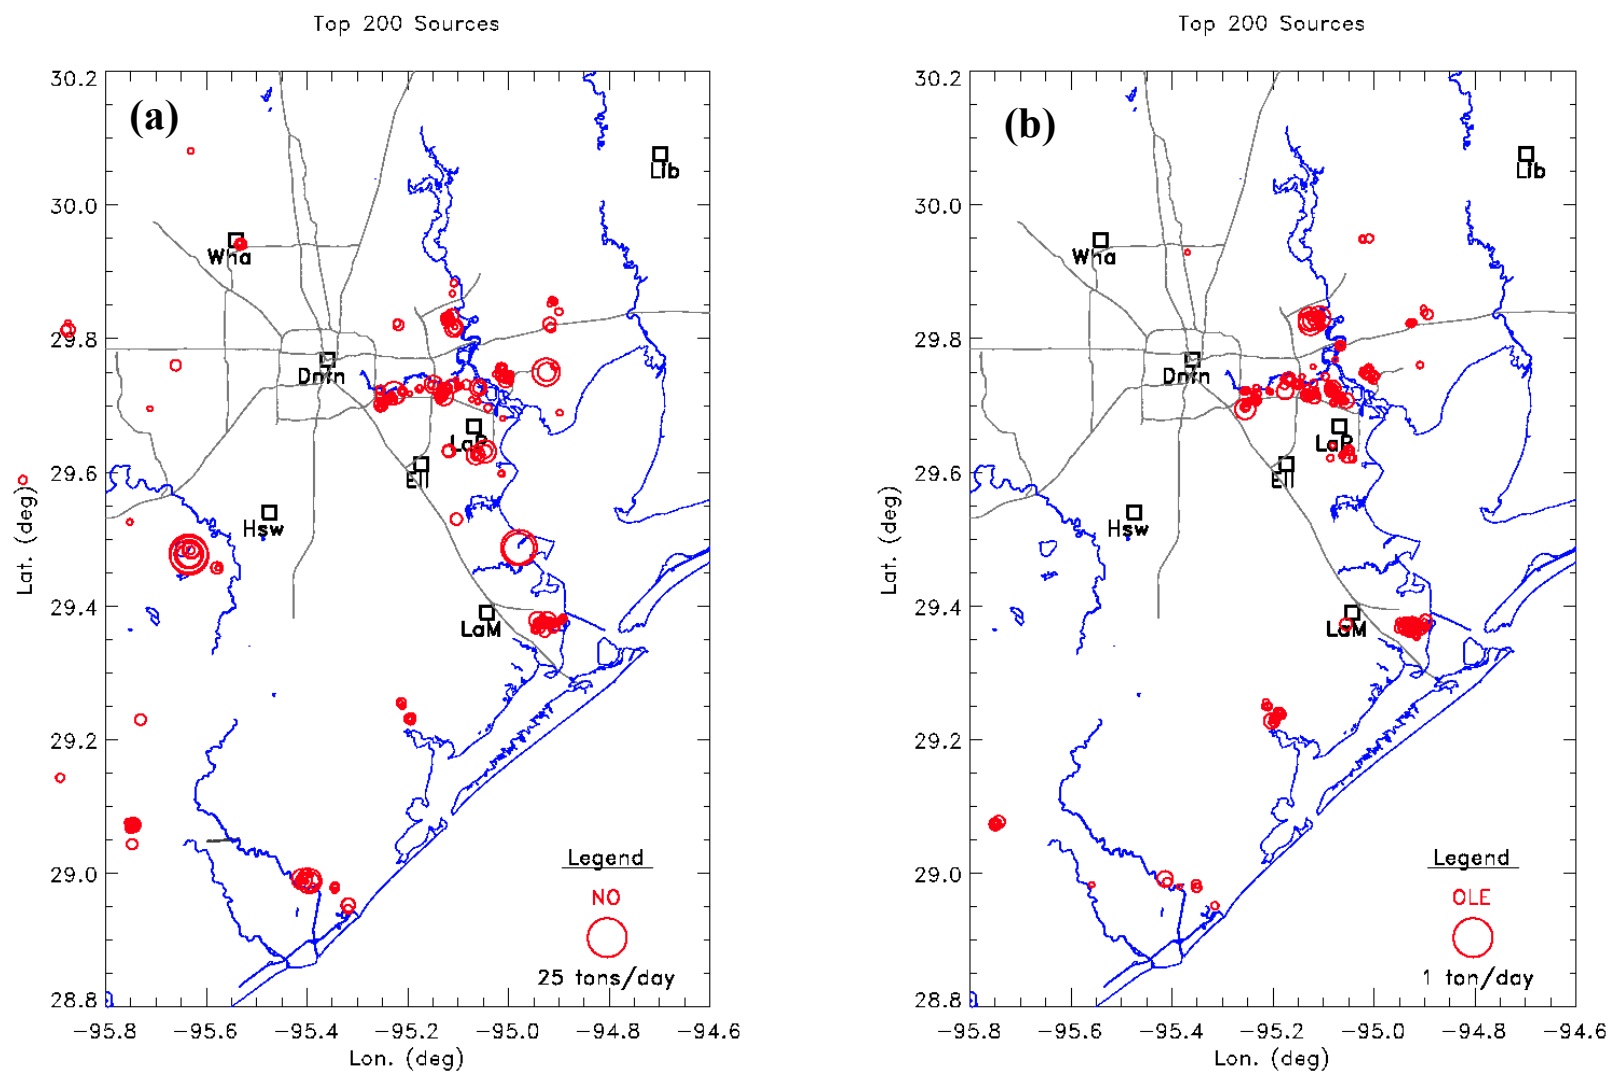 Top 200 Sources
(a)
30.2
30.0
29.8
29.6
29.4
29.2
29.0
28.8
Lat. (deg)
Lib
Wha
Dntn
LaP
Ell
Hsw
LaM
Legend
NO
25 tons/day
−95.8 −95.6 −95.4 −95.2 −95.0 −94.8 −94.6
Lon. (deg)
Top 200 Sources
(b)
30.2
30.0
29.8
29.6
29.4
29.2
29.0
28.8
Lat. (deg)
Lib
Wha
Dntn
LaP
Ell
Hsw
LaM
Legend
OLE
1 ton/day
−95.8 −95.6 −95.4 −95.2 −95.0 −94.8 −94.6
Lon. (deg)